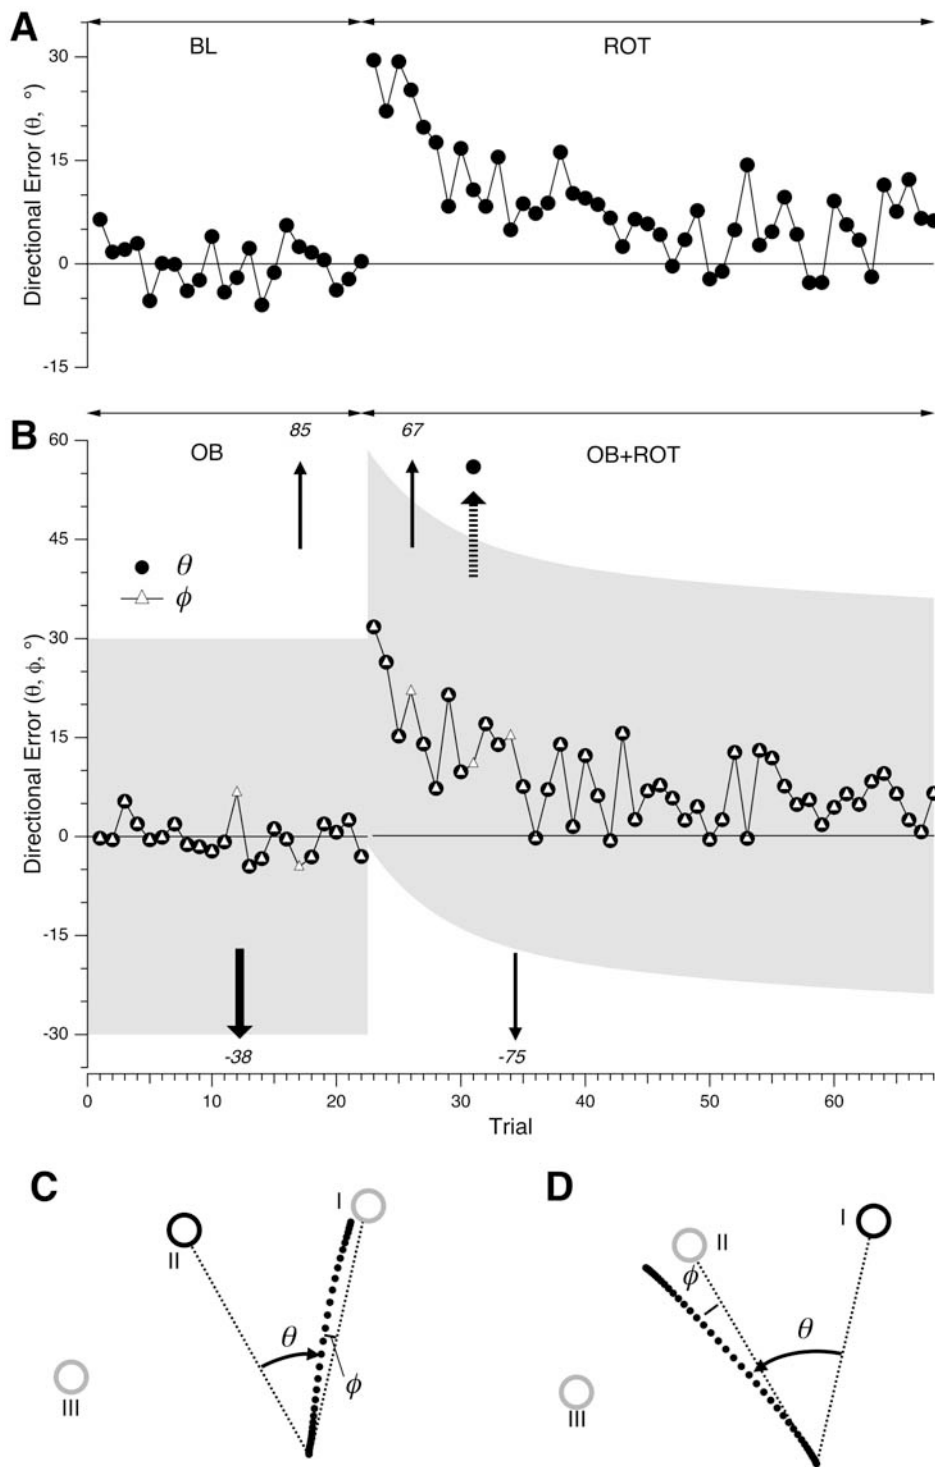 A
BL
ROT
Directional Error (θ, °)
30
15
0
-15
B
OB
85
67
OB+ROT
Directional Error (θ, ϕ, °)
60
45
30
15
0
-15
-30
θ
ϕ
-38
-75
0
10
20
30
40
50
60
Trial
C
I
II
θ
ϕ
III
D
I
II
ϕ
θ
III